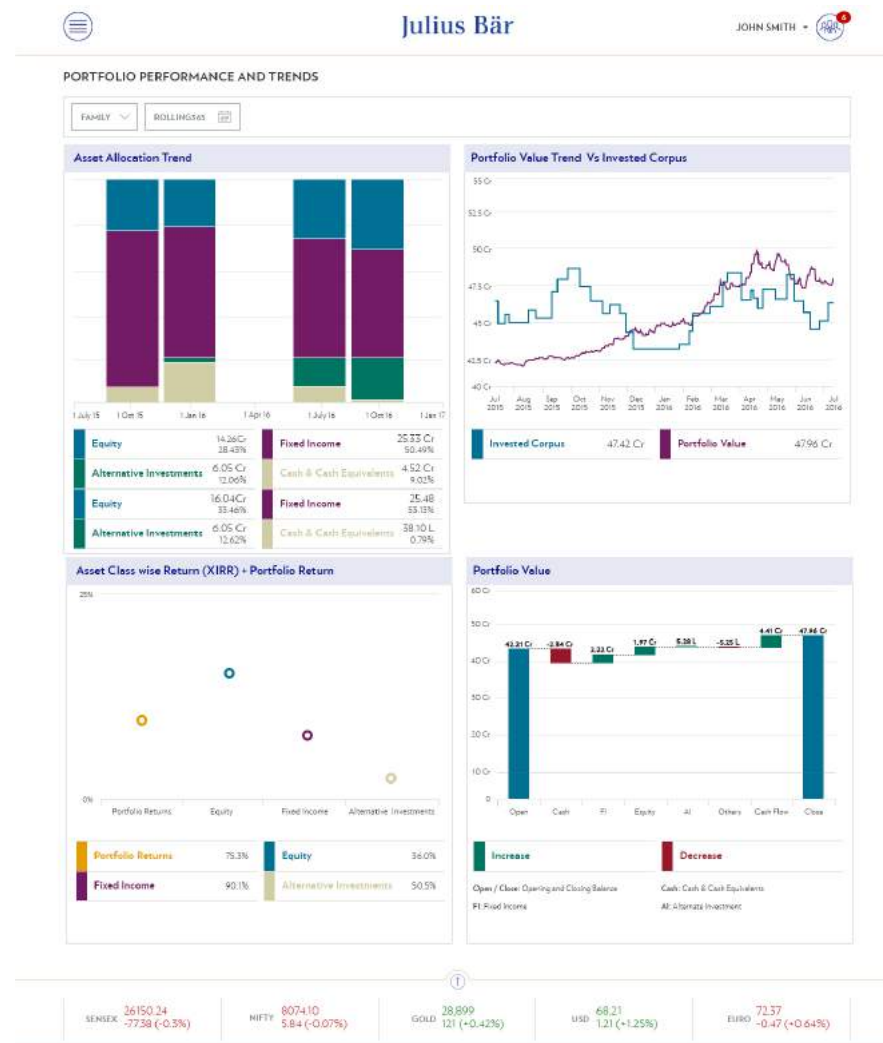 Julius Bär
JOHN SMITH
6
PORTFOLIO PERFORMANCE AND TRENDS
FAMILY
ROLLING365
Asset Allocation Trend
1 July 15 1 Oct 15 1 Jan 16 1 Apr 16 1 July 16 1 Oct 16 1 Jan 17
Equity 14.26Cr 28.43% Fixed Income 25.33 Cr 50.49%
Alternative Investments 6.05 Cr 12.06% Cash & Cash Equivalents 4.52 Cr 9.02%
Equity 16.04Cr 33.46% Fixed Income 25.48 53.13%
Alternative Investments 6.05 Cr 12.62% Cash & Cash Equivalents 38.10 L 0.79%
Portfolio Value Trend Vs Invested Corpus
55 Cr
52.5 Cr
50 Cr
47.5 Cr
45 Cr
42.5 Cr
40 Cr
Jul 2015 Aug 2015 Sep 2015 Oct 2015 Nov 2015 Dec 2015 Jan 2016 Feb 2016 Mar 2016 Apr 2016 May 2016 Jun 2016 Jul 2016
Invested Corpus 47.42 Cr Portfolio Value 47.96 Cr
Asset Class wise Return (XIRR) + Portfolio Return
25%
0%
Portfolio Returns Equity Fixed Income Alternative Investments
Portfolio Returns 75.3% Equity 36.0%
Fixed Income 90.1% Alternative Investments 50.5%
Portfolio Value
60 Cr
50 Cr
40 Cr
30 Cr
20 Cr
10 Cr
0
43.31 Cr -3.84 Cr 2.23 Cr 1.97 Cr 5.28 L -5.25 L 4.41 Cr 47.96 Cr
Open Cash FI Equity AI Others Cash Flow Close
Increase Decrease
Open / Close: Opening and Closing Balance Cash: Cash & Cash Equivalents
FI: Fixed Income AI: Alternate Investment
SENSEX 26150.24
-77.38 (-0.3%)
NIFTY 8074.10
5.84 (-0.07%)
GOLD 28,899
121 (+0.42%)
USD 68.21
1.21 (+1.25%)
EURO 72.37
-0.47 (+0.64%)